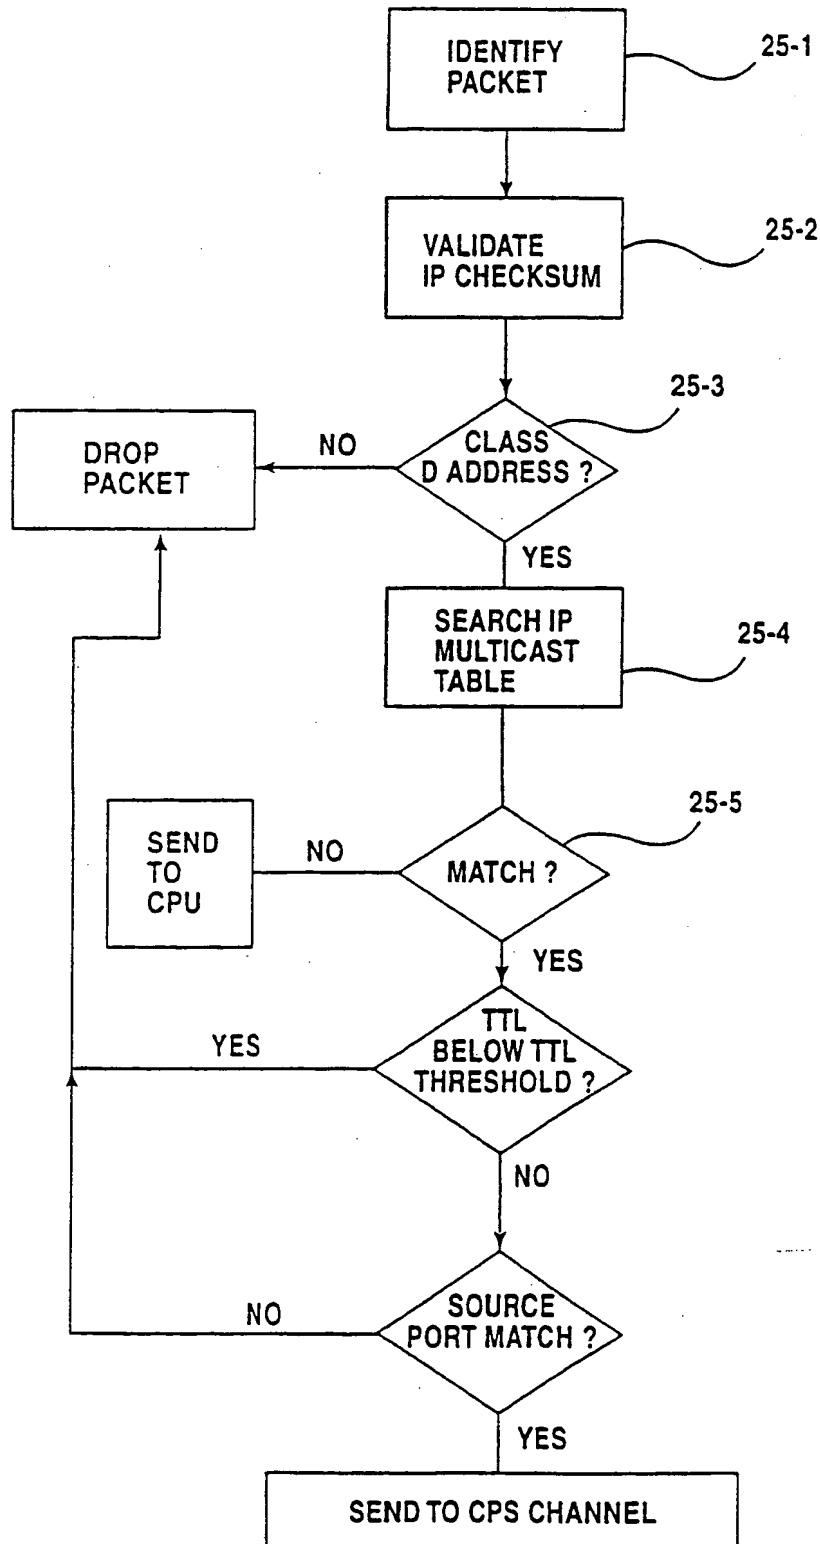 IDENTIFY
PACKET
25-1
VALIDATE
IP CHECKSUM
25-2
25-3
CLASS
D ADDRESS ?
NO
DROP
PACKET
YES
SEARCH IP
MULTICAST
TABLE
25-4
25-5
MATCH ?
NO
SEND
TO
CPU
YES
TTL
BELOW TTL
THRESHOLD ?
YES
NO
SOURCE
PORT MATCH ?
NO
YES
SEND TO CPS CHANNEL